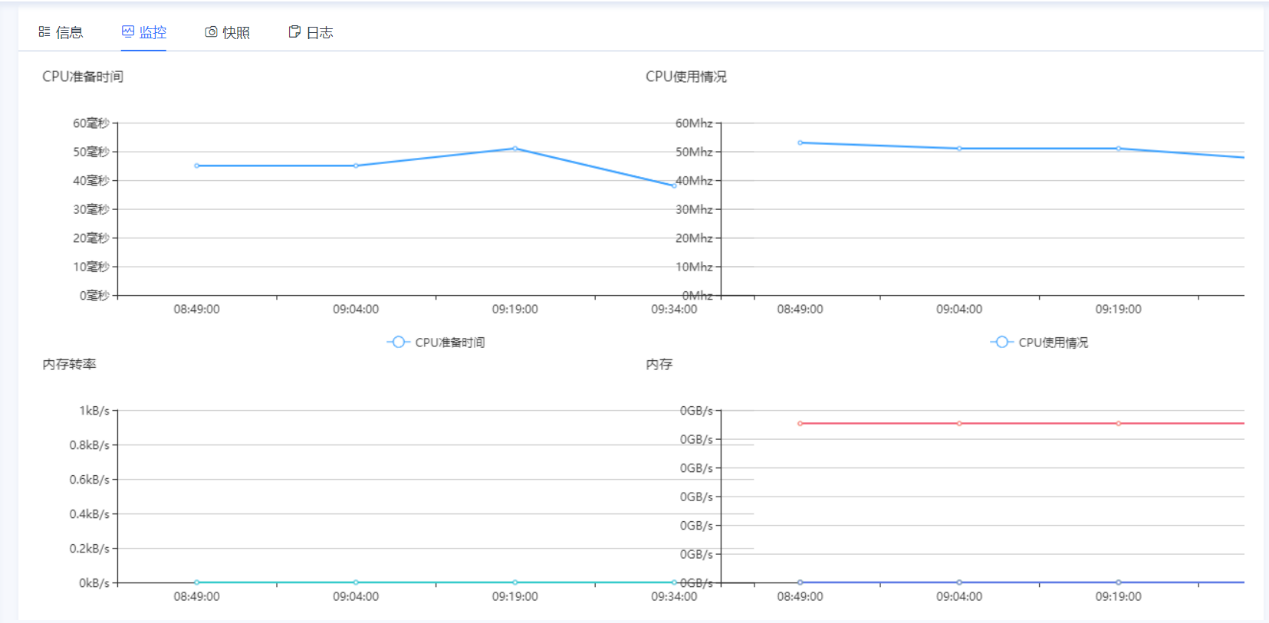 信息 监控 快照 日志
CPU准备时间
60毫秒
50毫秒
40毫秒
30毫秒
20毫秒
10毫秒
0毫秒
08:49:00 09:04:00 09:19:00 09:34:00
CPU准备时间
CPU使用情况
60Mhz
50Mhz
40Mhz
30Mhz
20Mhz
10Mhz
0Mhz
08:49:00 09:04:00 09:19:00
CPU使用情况
内存转率
1kB/s
0.8kB/s
0.6kB/s
0.4kB/s
0.2kB/s
0kB/s
08:49:00 09:04:00 09:19:00 09:34:00
内存
0GB/s
0GB/s
0GB/s
0GB/s
0GB/s
0GB/s
0GB/s
08:49:00 09:04:00 09:19:00